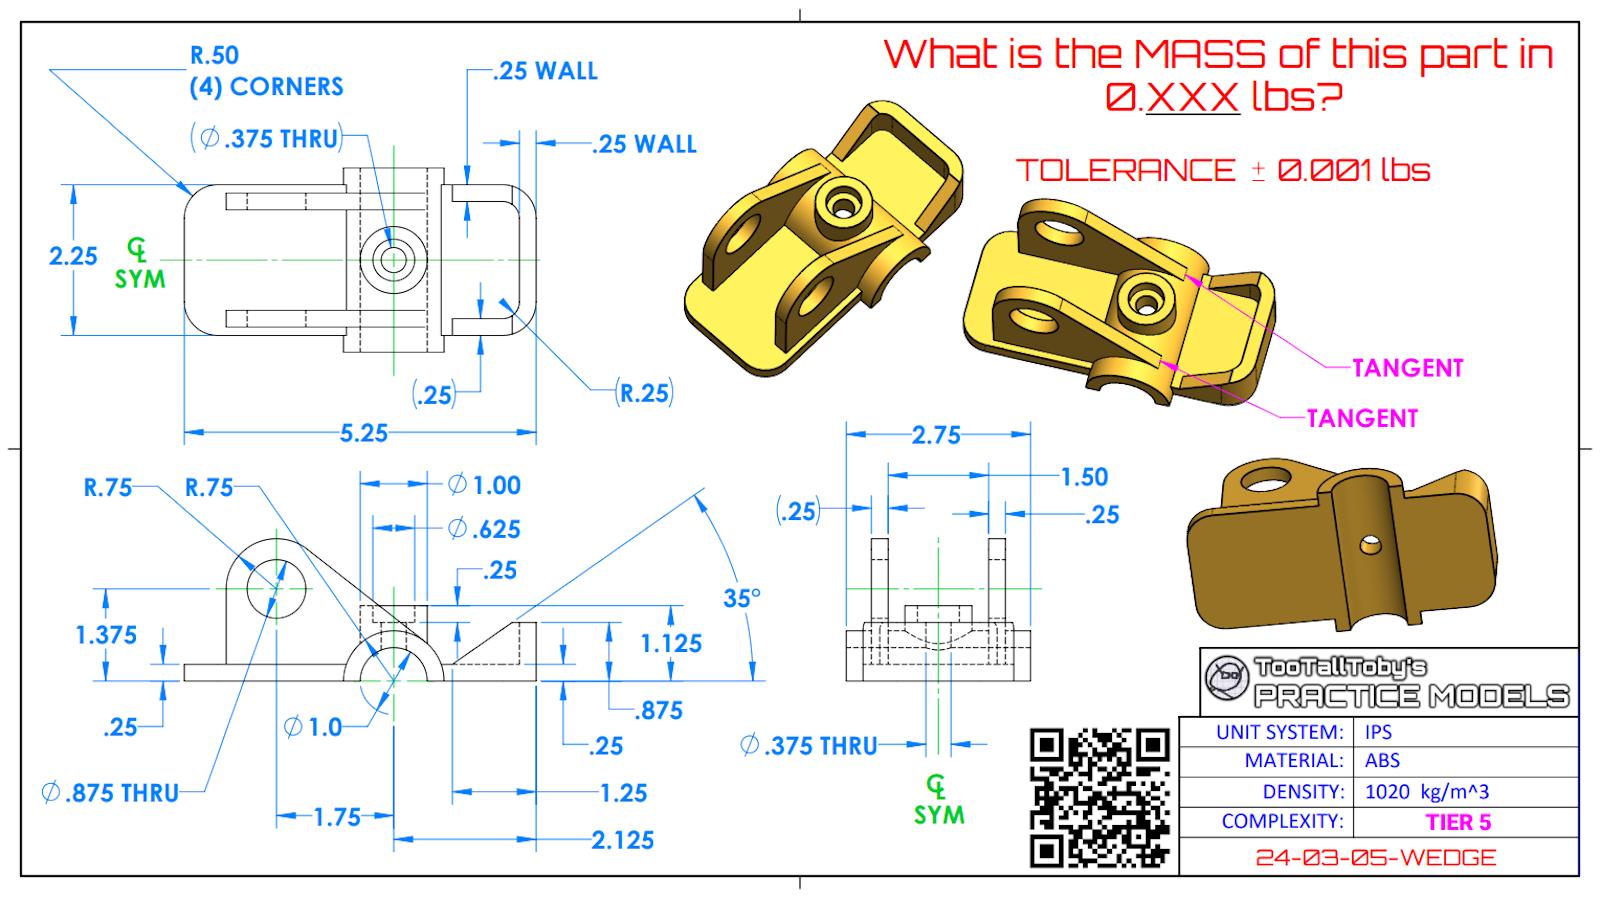 What is the MASS of this part in
0.XXX lbs?
TOLERANCE ± 0.001 lbs
R.50
(4) CORNERS
(∅.375 THRU)
.25 WALL
.25 WALL
2.25
℄
SYM
(.25)
(R.25)
5.25
TANGENT
TANGENT
R.75
R.75
∅1.00
∅.625
.25
35°
1.375
1.125
.25
∅1.0
.875
.25
∅.875 THRU
1.75
1.25
2.125
2.75
1.50
(.25)
.25
∅.375 THRU
℄
SYM
TooTallToby's
PRACTICE MODELS
UNIT SYSTEM: IPS
MATERIAL: ABS
DENSITY: 1020 kg/m^3
COMPLEXITY: TIER 5
24-03-05-WEDGE